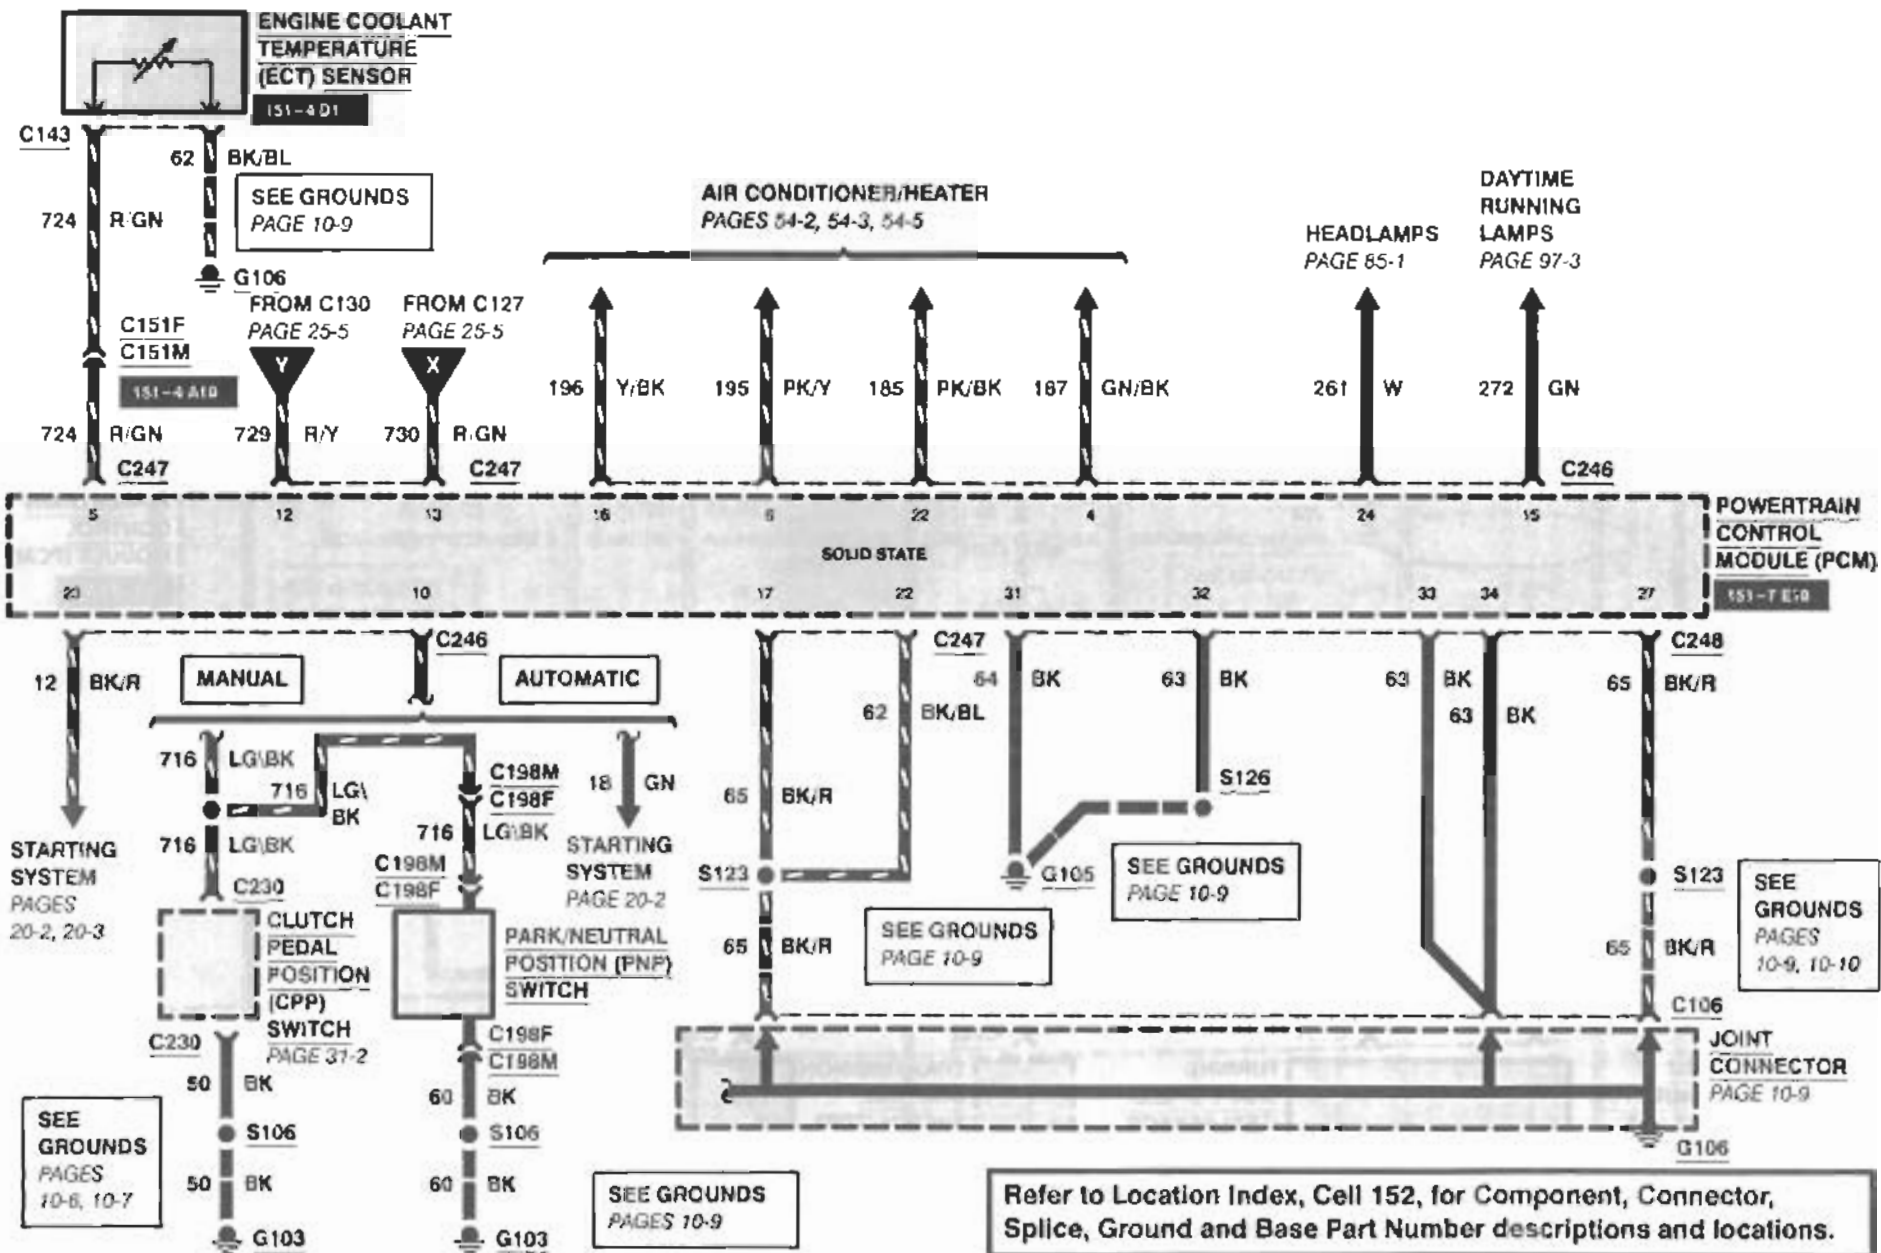 ENGINE COOLANT
TEMPERATURE
(ECT) SENSOR
151-4 D1
C143
62 BK/BL
SEE GROUNDS
PAGE 10-9
724 R/GN
G106
C151F
C151M
151-4 A10
724 R/GN
C247
FROM C130
PAGE 25-5
Y
729 R/Y
FROM C127
PAGE 25-5
X
730 R/GN
C247
AIR CONDITIONER/HEATER
PAGES 54-2, 54-3, 54-5
196 Y/BK
195 PK/Y
185 PK/BK
187 GN/BK
HEADLAMPS
PAGE 85-1
261 W
DAYTIME
RUNNING
LAMPS
PAGE 97-3
272 GN
C246
5 12 13 16 6 22 4 24 15
SOLID STATE
20 10 17 22 31 32 33 34 27
POWERTRAIN
CONTROL
MODULE (PCM)
151-7 E10
12 BK/R
STARTING
SYSTEM
PAGES
20-2, 20-3
C246
MANUAL
AUTOMATIC
716 LG\BK
716 LG\
BK
716 LG\BK
C230
CLUTCH
PEDAL
POSITION
(CPP)
SWITCH
PAGE 31-2
C230
50 BK
S106
50 BK
G103
SEE
GROUNDS
PAGES
10-6, 10-7
C198M
C198F
716 LG\BK
C198M
C198F
PARK/NEUTRAL
POSITION (PNP)
SWITCH
C198F
C198M
60 BK
S106
60 BK
G103
SEE GROUNDS
PAGES 10-9
18 GN
STARTING
SYSTEM
PAGE 20-2
C247
62 BK/BL
65 BK/R
S123
65 BK/R
SEE GROUNDS
PAGE 10-9
64 BK
63 BK
S126
G105
SEE GROUNDS
PAGE 10-9
63 BK
63 BK
C248
65 BK/R
S123
65 BK/R
SEE
GROUNDS
PAGES
10-9, 10-10
C106
JOINT
CONNECTOR
PAGE 10-9
G106
Refer to Location Index, Cell 152, for Component, Connector,
Splice, Ground and Base Part Number descriptions and locations.